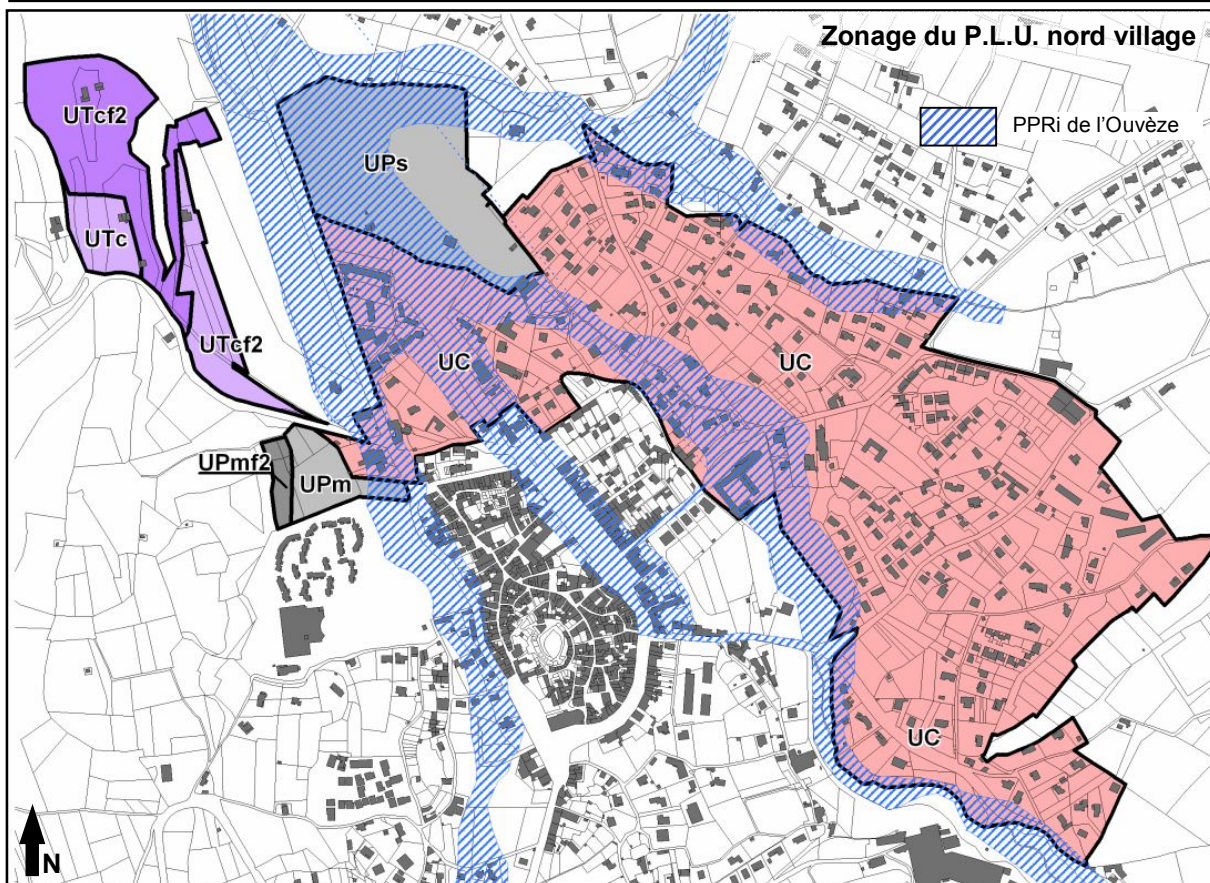 Zonage du P.L.U. nord village
PPRi de l'Ouvèze
UTcf2
UPs
UTc
UTcf2
UC
UC
UPmf2
UPm
UC
N